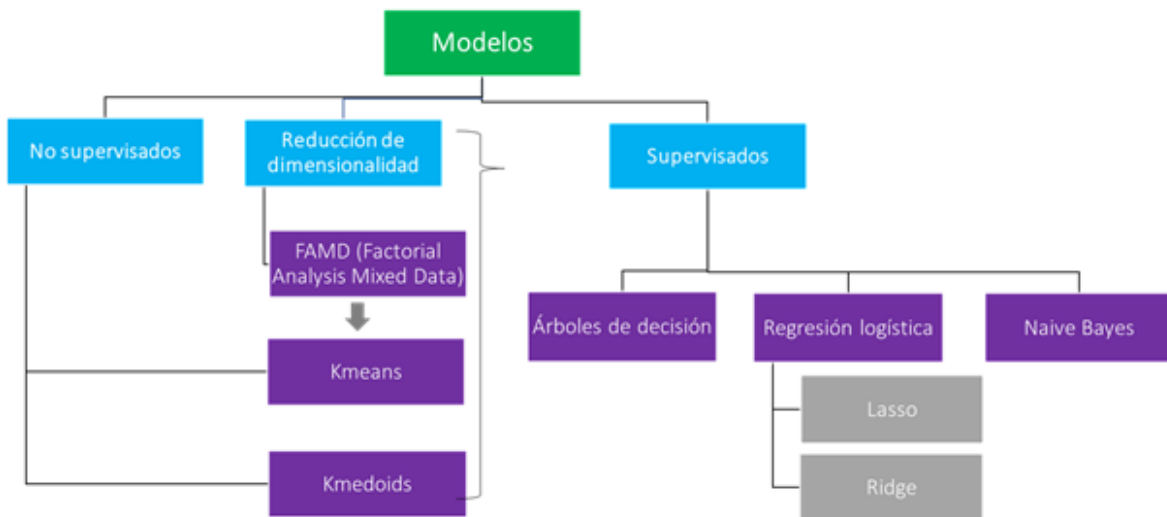 Modelos
No supervisados
Reducción de
dimensionalidad
Supervisados
FAMD (Factorial
Analysis Mixed Data)
Kmeans
Kmedoids
Árboles de decisión
Regresión logística
Naive Bayes
Lasso
Ridge